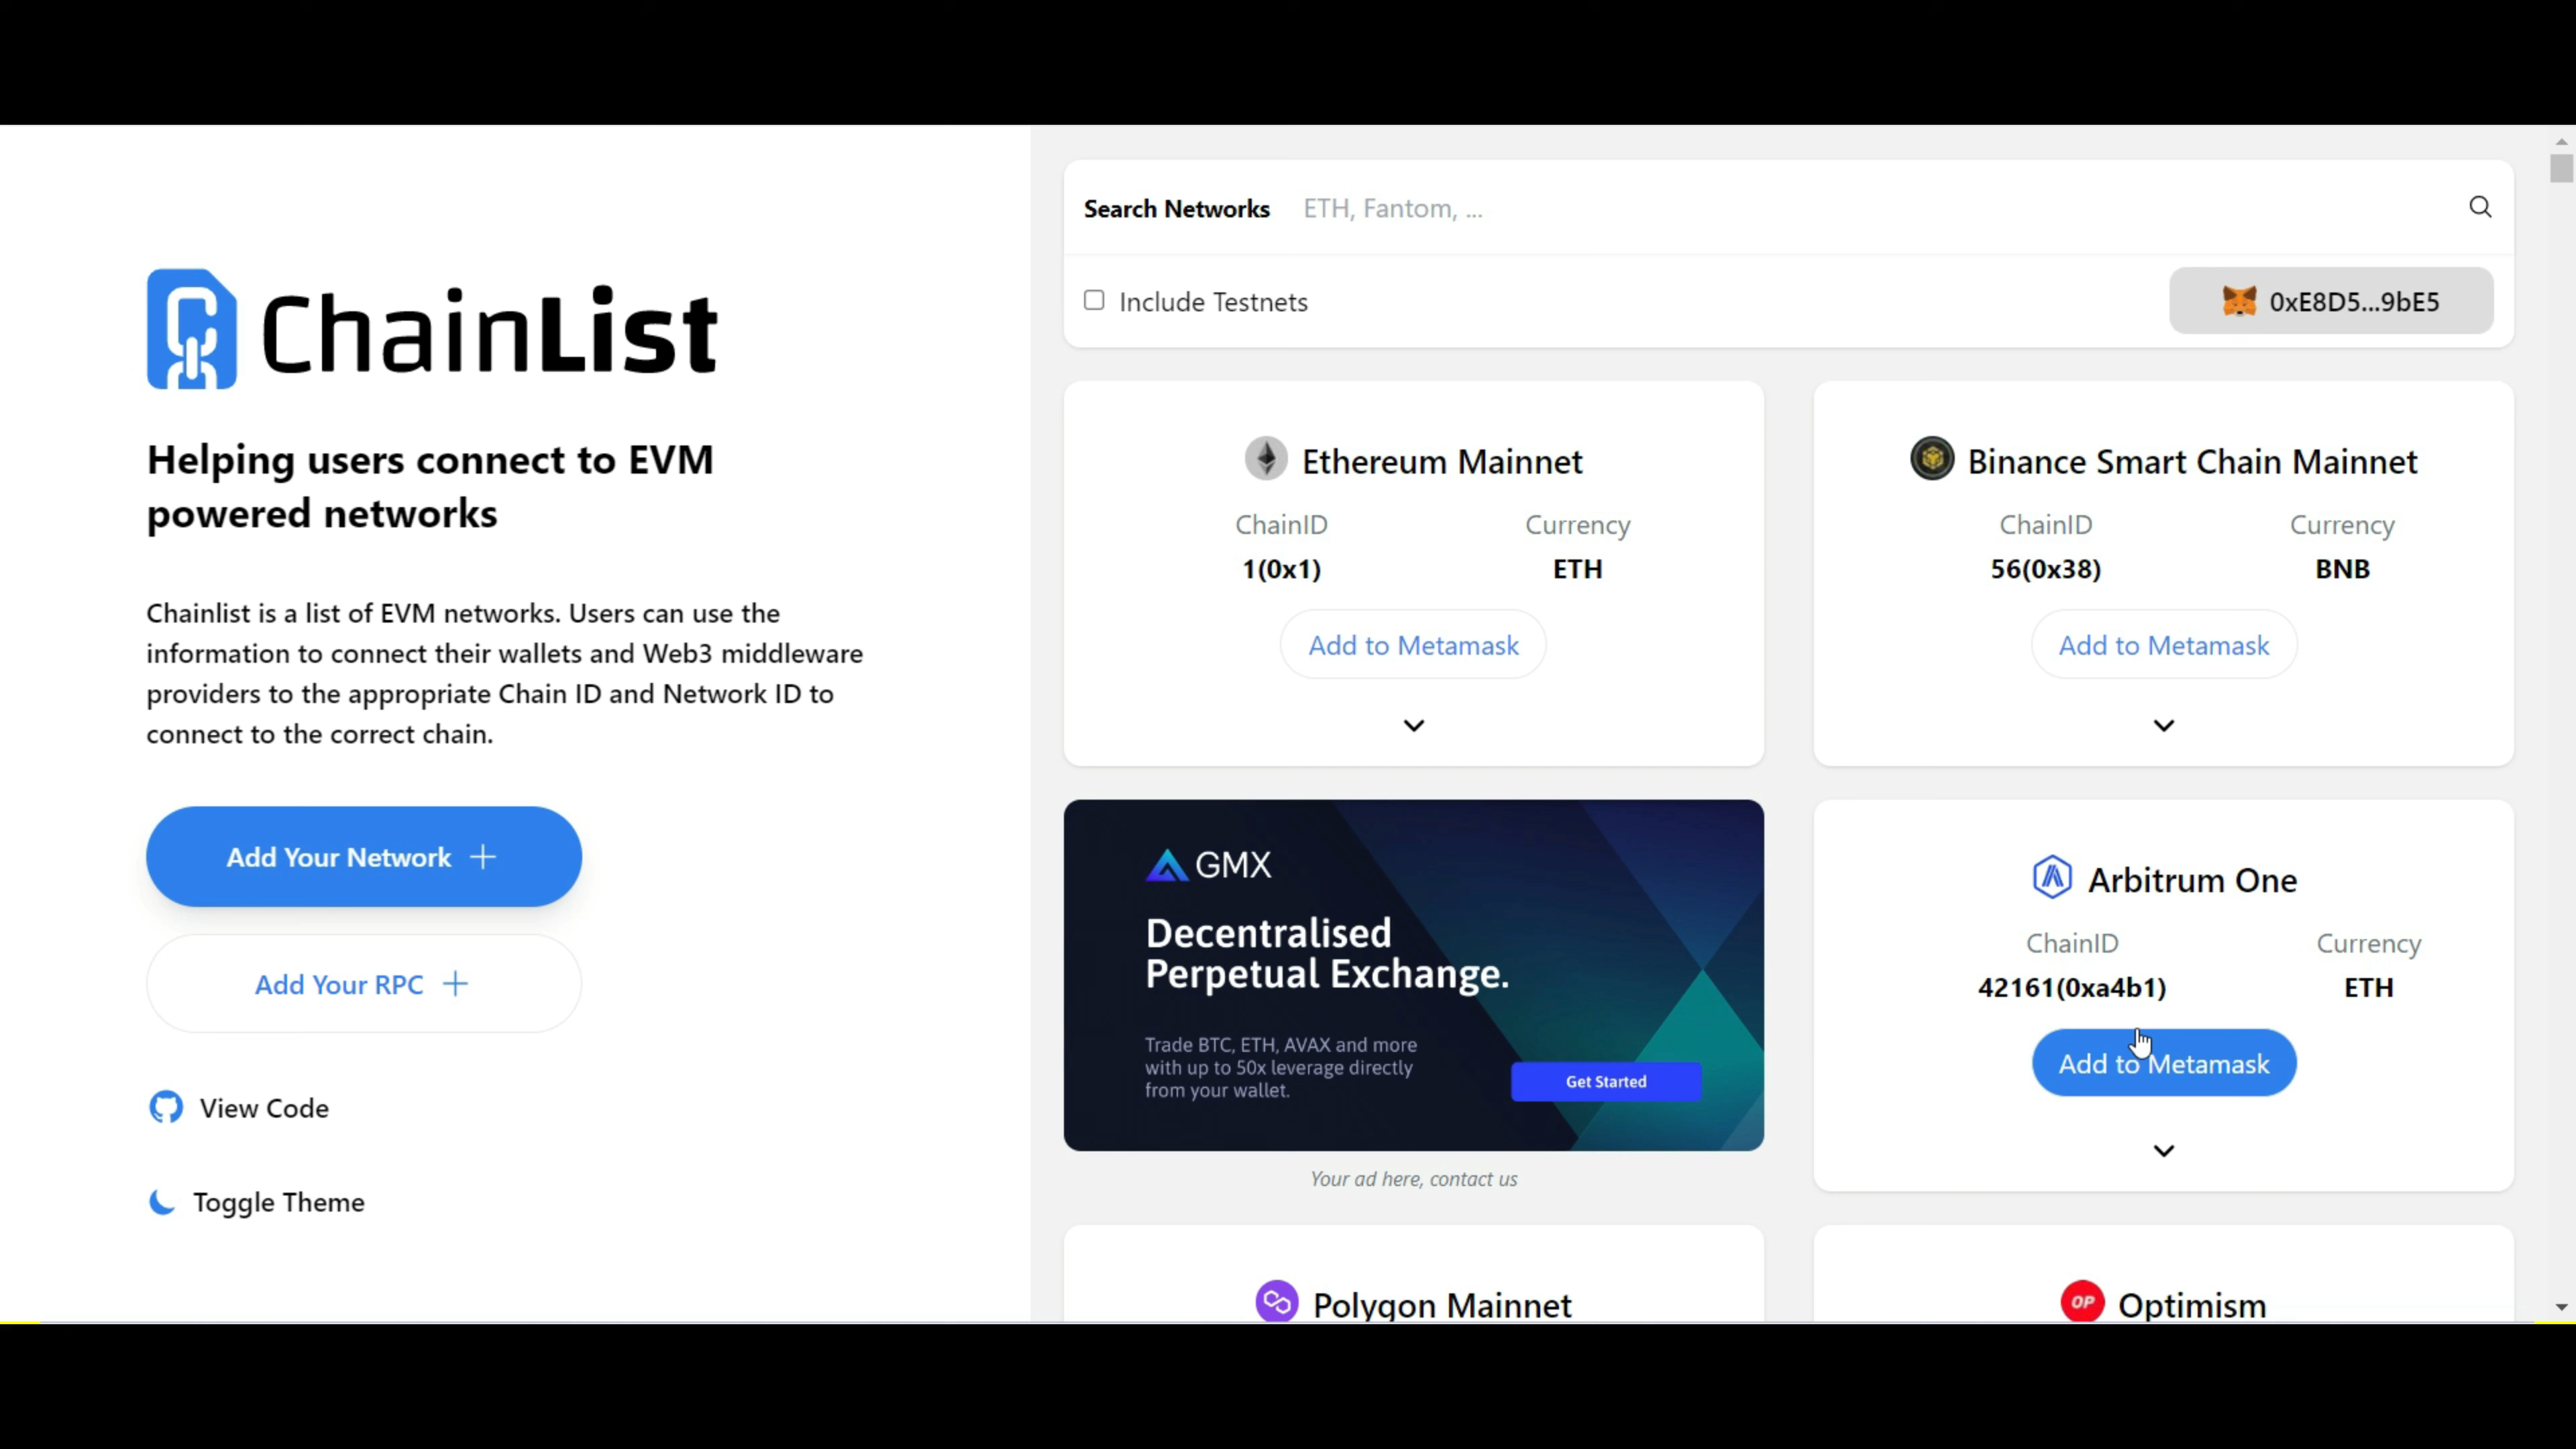 ChainList
Helping users connect to EVM
powered networks
Chainlist is a list of EVM networks. Users can use the
information to connect their wallets and Web3 middleware
providers to the appropriate Chain ID and Network ID to
connect to the correct chain.
Add Your Network
Add Your RPC
View Code
Toggle Theme
Search Networks ETH, Fantom, ...
Include Testnets 0xE8D5...9bE5
Ethereum Mainnet
ChainID Currency
1(0x1) ETH
Add to Metamask
Binance Smart Chain Mainnet
ChainID Currency
56(0x38) BNB
Add to Metamask
GMX
Decentralised
Perpetual Exchange.
Trade BTC, ETH, AVAX and more
with up to 50x leverage directly
from your wallet.
Get Started
Your ad here, contact us
Arbitrum One
ChainID Currency
42161(0xa4b1) ETH
Add to Metamask
Polygon Mainnet
OP Optimism